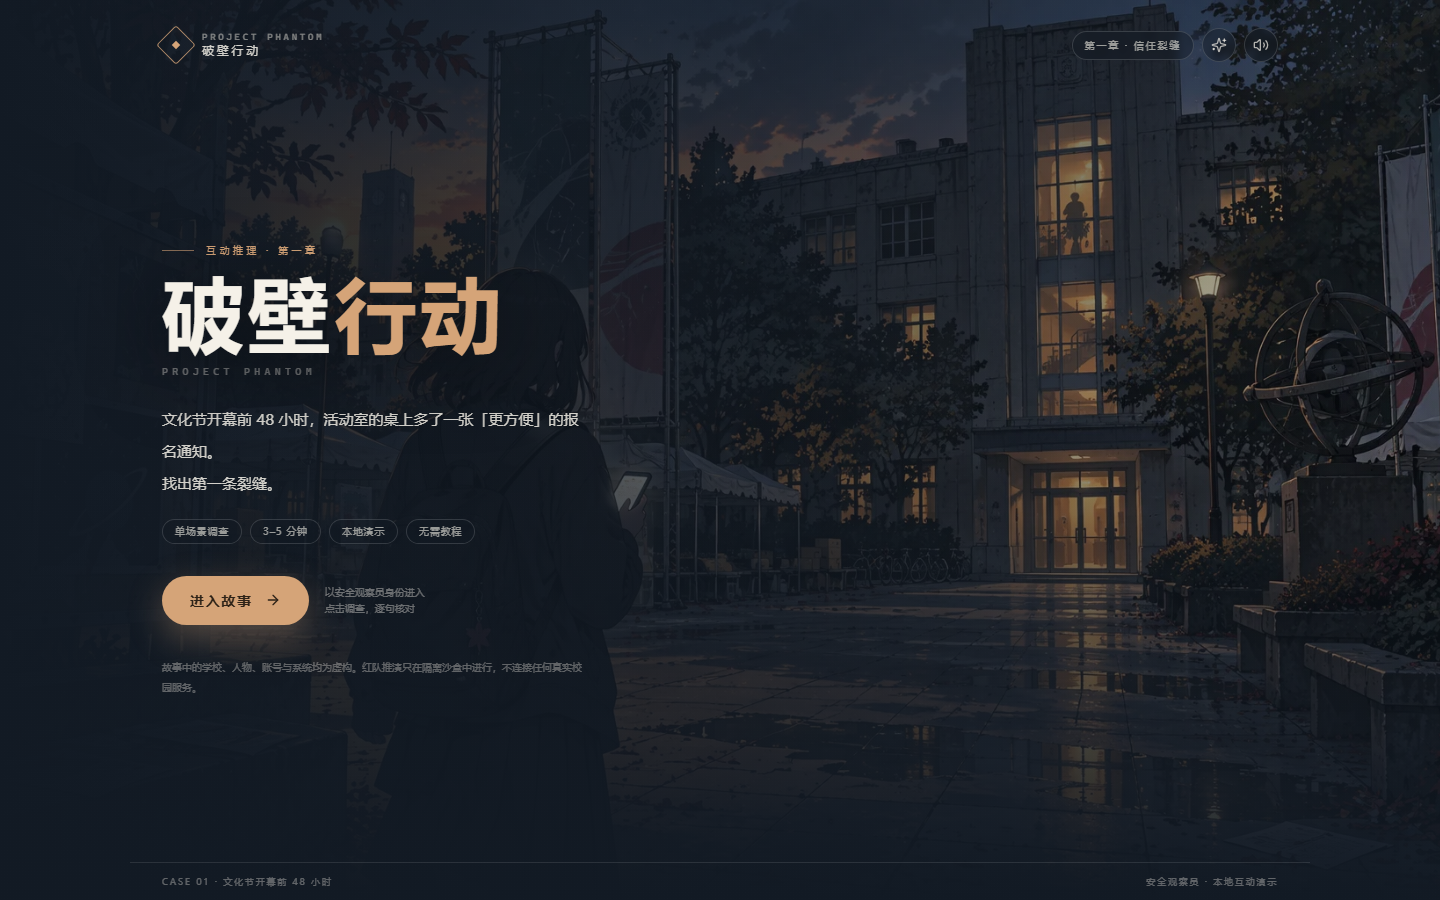 PROJECT PHANTOM
破壁行动
第一章 · 信任裂缝
互动推理 · 第一章
破壁行动
PROJECT PHANTOM
文化节开幕前 48 小时，活动室的桌上多了一张「更方便」的报
名通知。
找出第一条裂缝。
单场景调查
3–5 分钟
本地演示
无需教程
进入故事 →
以安全观察员身份进入
点击调查，逐句核对
故事中的学校、人物、账号与系统均为虚构。红队推演只在隔离沙盒中进行，不连接任何真实校
园服务。
CASE 01 · 文化节开幕前 48 小时
安全观察员 · 本地互动演示